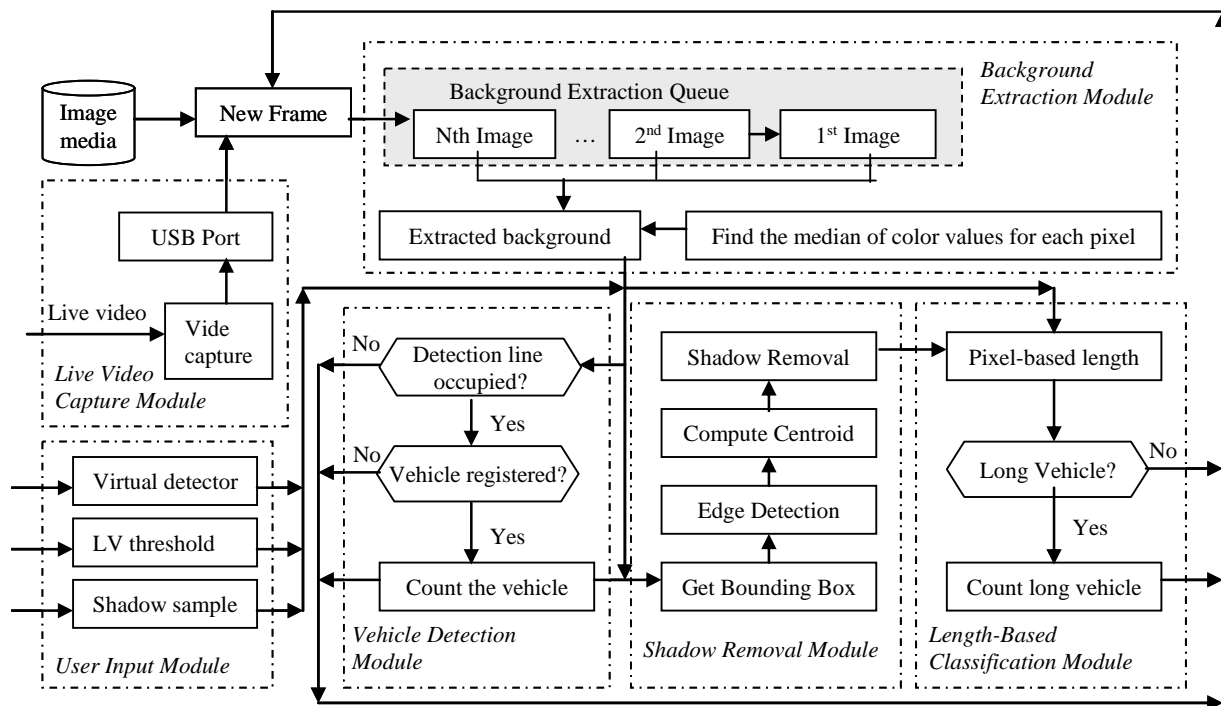 Background
Extraction Module
Image
media
New Frame
Background Extraction Queue
Nth Image
…
2nd Image
1st Image
USB Port
Extracted background
Find the median of color values for each pixel
Live video
Vide
capture
Live Video
Capture Module
No
Detection line
occupied?
Yes
No
Vehicle registered?
Yes
Count the vehicle
Vehicle Detection
Module
Shadow Removal
Compute Centroid
Edge Detection
Get Bounding Box
Shadow Removal Module
Pixel-based length
Long Vehicle?
No
Yes
Count long vehicle
Length-Based
Classification Module
Virtual detector
LV threshold
Shadow sample
User Input Module